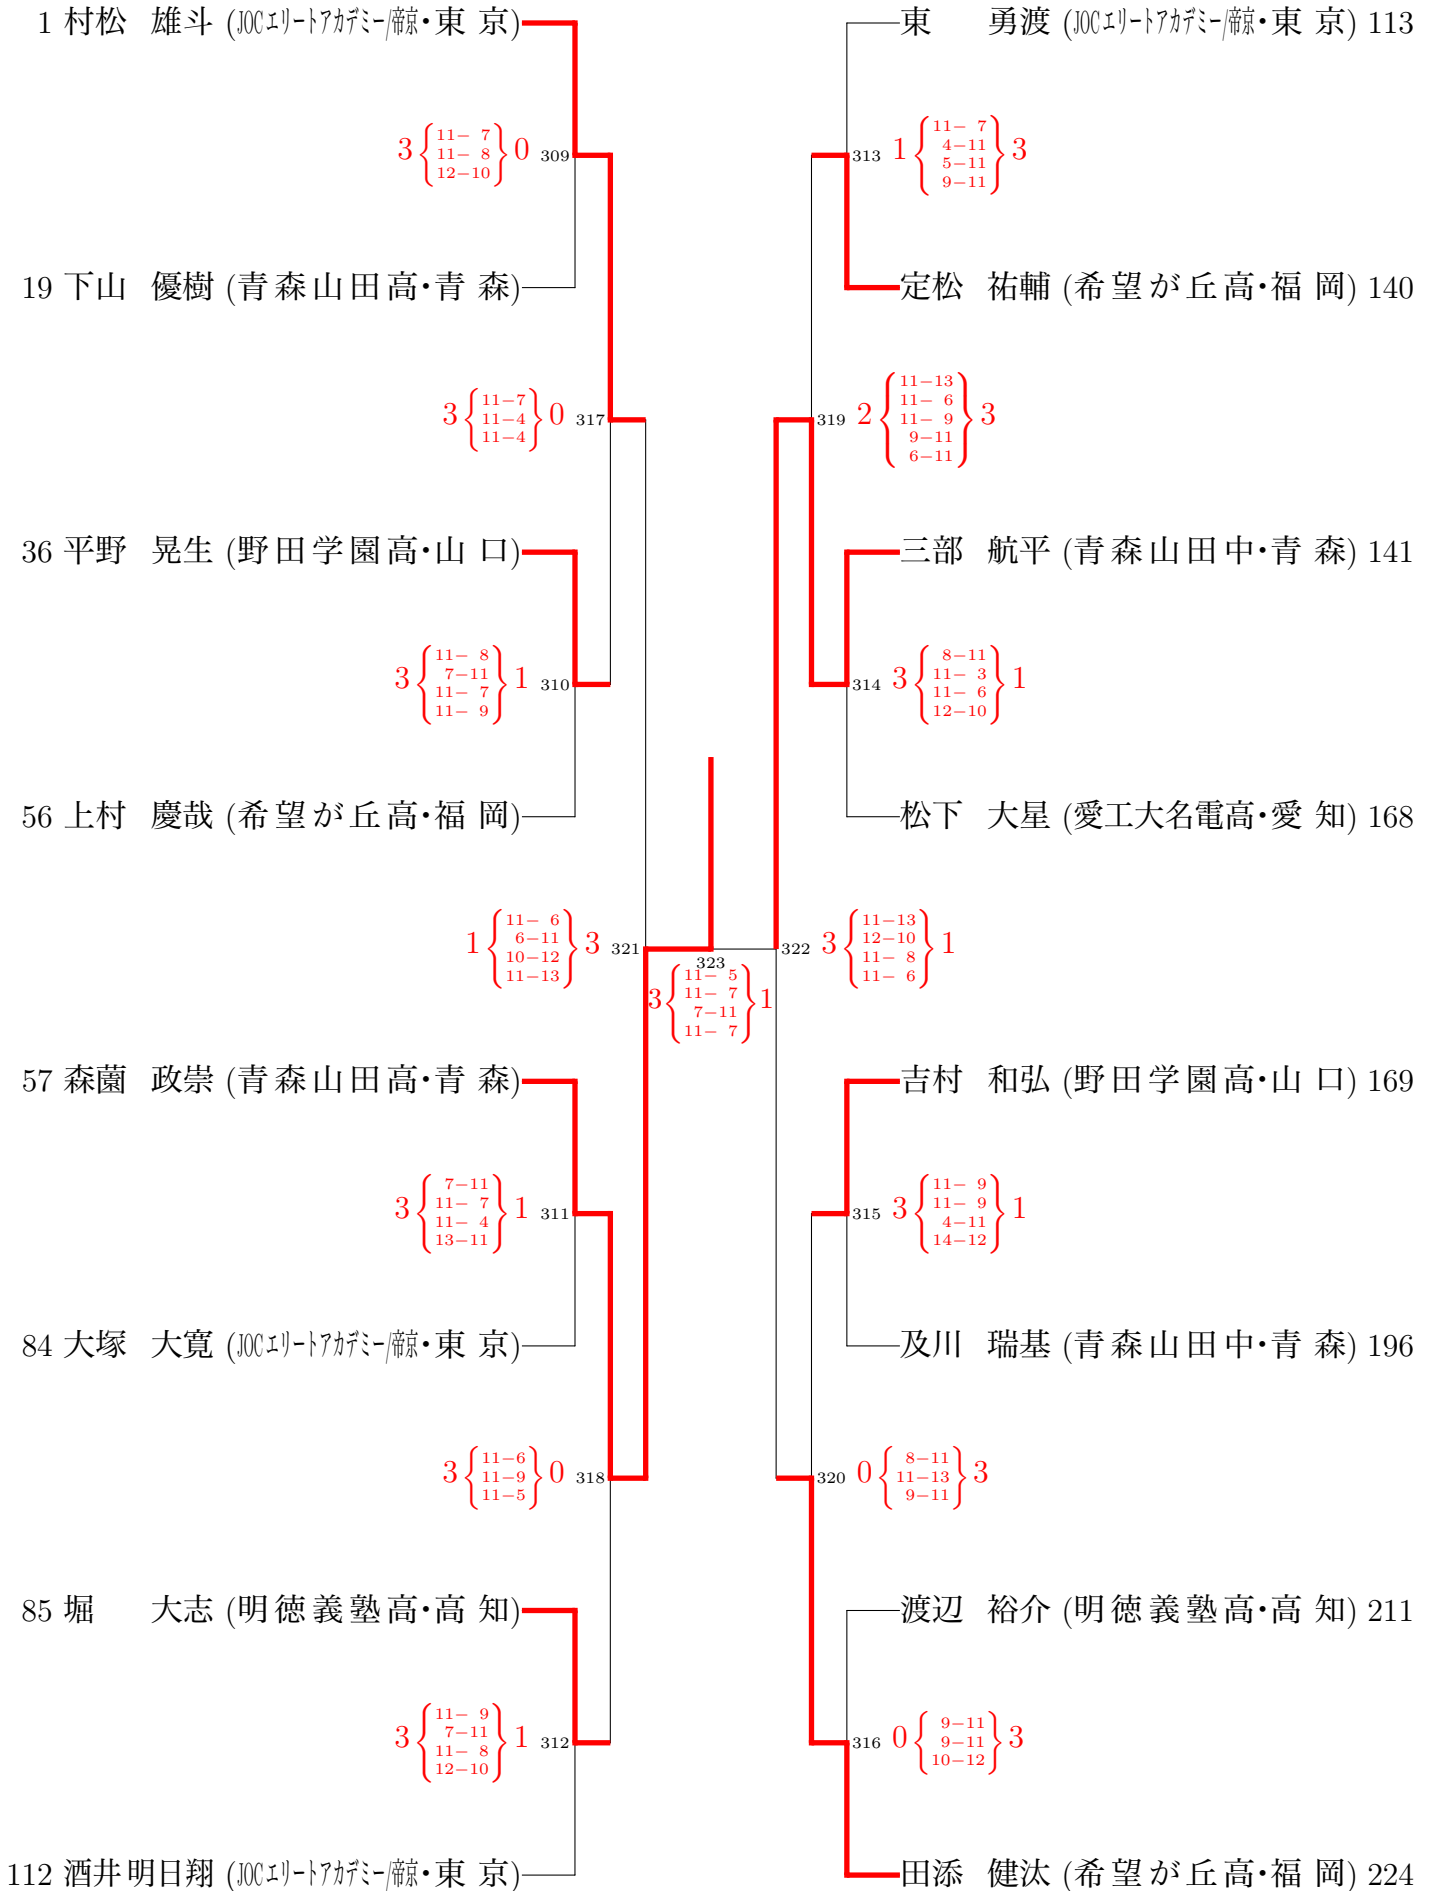 1 村松 雄斗 (JOCエリートアカデミー/帝京・東 京)
3 11- 7 11- 8 12-10 0 309
19 下山 優樹 (青森山田高・青 森)
3 11-7 11-4 11-4 0 317
36 平野 晃生 (野田学園高・山 口)
3 11- 8 7-11 11- 7 11- 9 1 310
56 上村 慶哉 (希望が丘高・福 岡)
1 11- 6 6-11 10-12 11-13 3 321
57 森薗 政崇 (青森山田高・青 森)
3 7-11 11- 7 11- 4 13-11 1 311
84 大塚 大寛 (JOCエリートアカデミー/帝京・東 京)
3 11-6 11-9 11-5 0 318
85 堀 大志 (明徳義塾高・高 知)
3 11- 9 7-11 11- 8 12-10 1 312
112 酒井明日翔 (JOCエリートアカデミー/帝京・東 京)
323
3 11- 5 11- 7 7-11 11- 7 1
東 勇渡 (JOCエリートアカデミー/帝京・東 京) 113
313 1 11- 7 4-11 5-11 9-11 3
定松 祐輔 (希望が丘高・福 岡) 140
319 2 11-13 11- 6 11- 9 9-11 6-11 3
三部 航平 (青森山田中・青 森) 141
314 3 8-11 11- 3 11- 6 12-10 1
松下 大星 (愛工大名電高・愛 知) 168
322 3 11-13 12-10 11- 8 11- 6 1
吉村 和弘 (野田学園高・山 口) 169
315 3 11- 9 11- 9 4-11 14-12 1
及川 瑞基 (青森山田中・青 森) 196
320 0 8-11 11-13 9-11 3
渡辺 裕介 (明徳義塾高・高 知) 211
316 0 9-11 9-11 10-12 3
田添 健汰 (希望が丘高・福 岡) 224